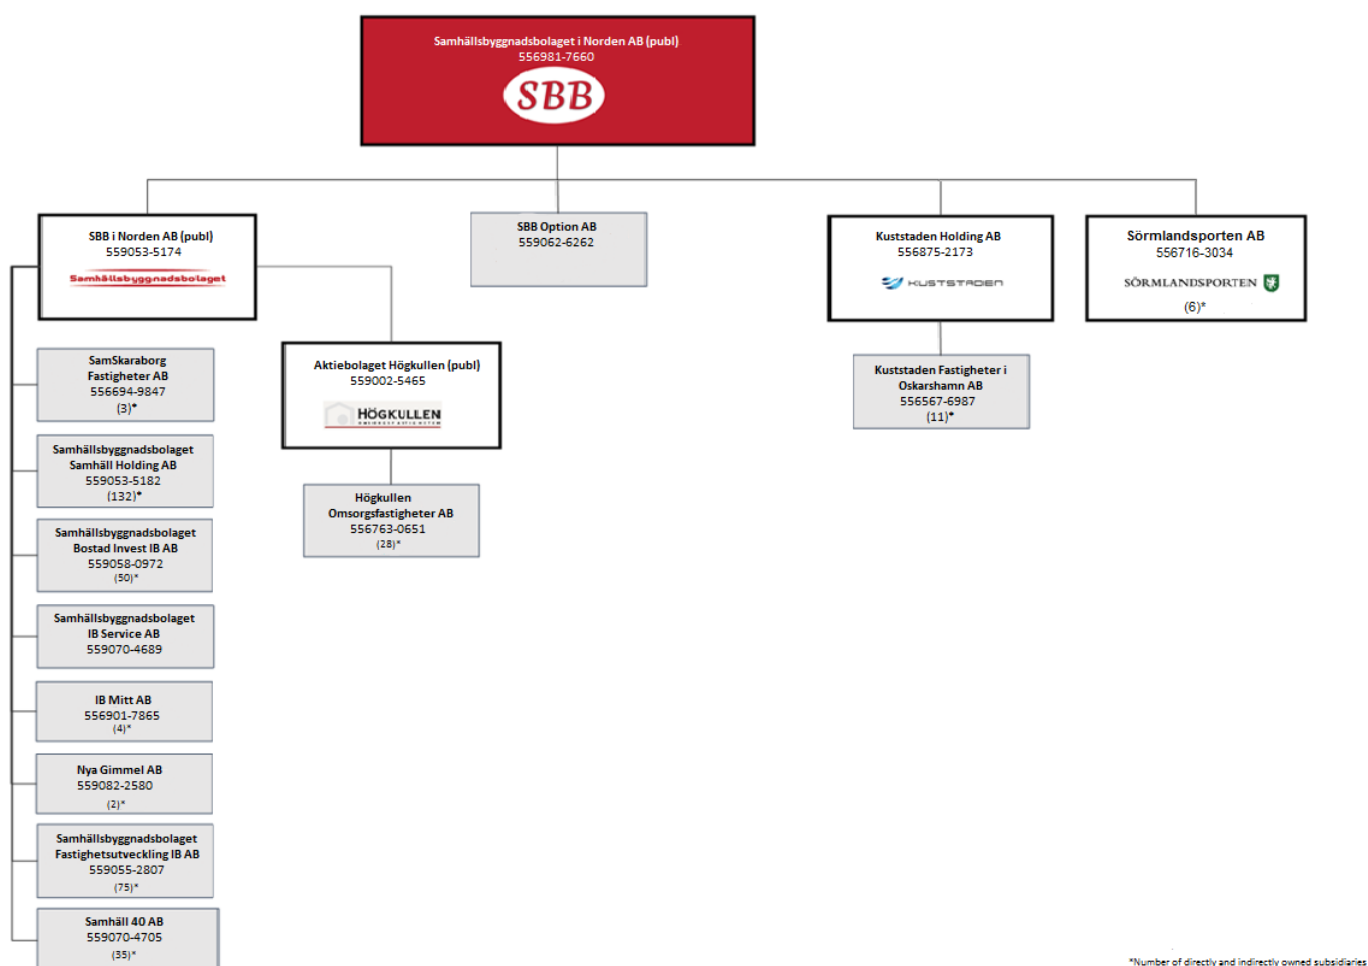 Samhällsbyggnadsbolaget i Norden AB (publ)
556981-7660
SBB
SBB i Norden AB (publ)
559053-5174
Samhällsbyggnadsbolaget
SBB Option AB
559062-6262
Kuststaden Holding AB
556875-2173
KUSTSTADEN
Sörmlandsporten AB
556716-3034
SÖRMLANDSPORTEN
(6)*
SamSkaraborg
Fastigheter AB
556694-9847
(3)*
Aktiebolaget Högkullen (publ)
559002-5465
HÖGKULLEN
OMSORGSFASTIGHETER
Kuststaden Fastigheter i
Oskarshamn AB
556567-6987
(11)*
Samhällsbyggnadsbolaget
Samhäll Holding AB
559053-5182
(132)*
Högkullen
Omsorgsfastigheter AB
556763-0651
(28)*
Samhällsbyggnadsbolaget
Bostad Invest IB AB
559058-0972
(50)*
Samhällsbyggnadsbolaget
IB Service AB
559070-4689
IB Mitt AB
556901-7865
(4)*
Nya Gimmel AB
559082-2580
(2)*
Samhällsbyggnadsbolaget
Fastighetsutveckling IB AB
559055-2807
(75)*
Samhäll 40 AB
559070-4705
(35)*
*Number of directly and indirectly owned subsidiaries